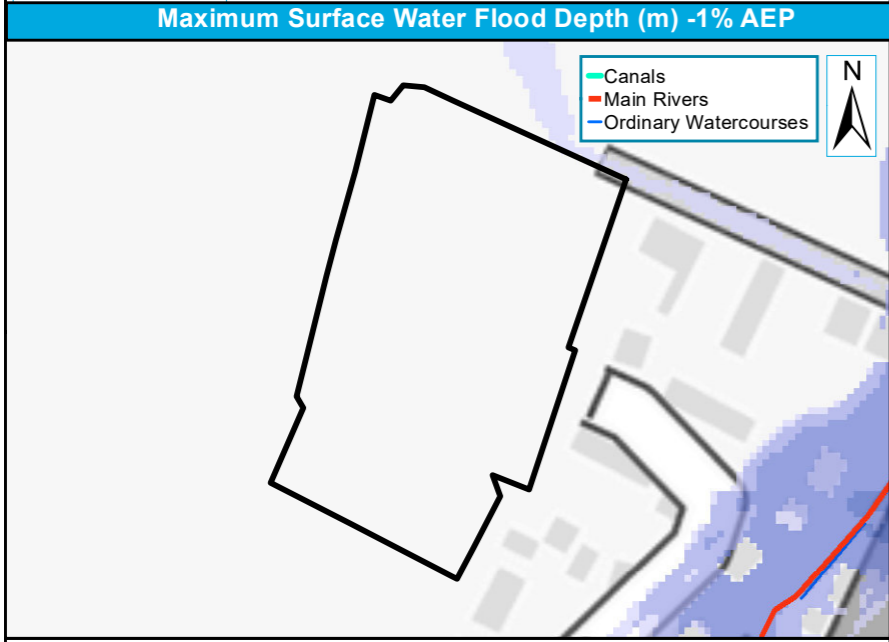 Maximum Surface Water Flood Depth (m) -1% AEP
Canals
Main Rivers
Ordinary Watercourses
N